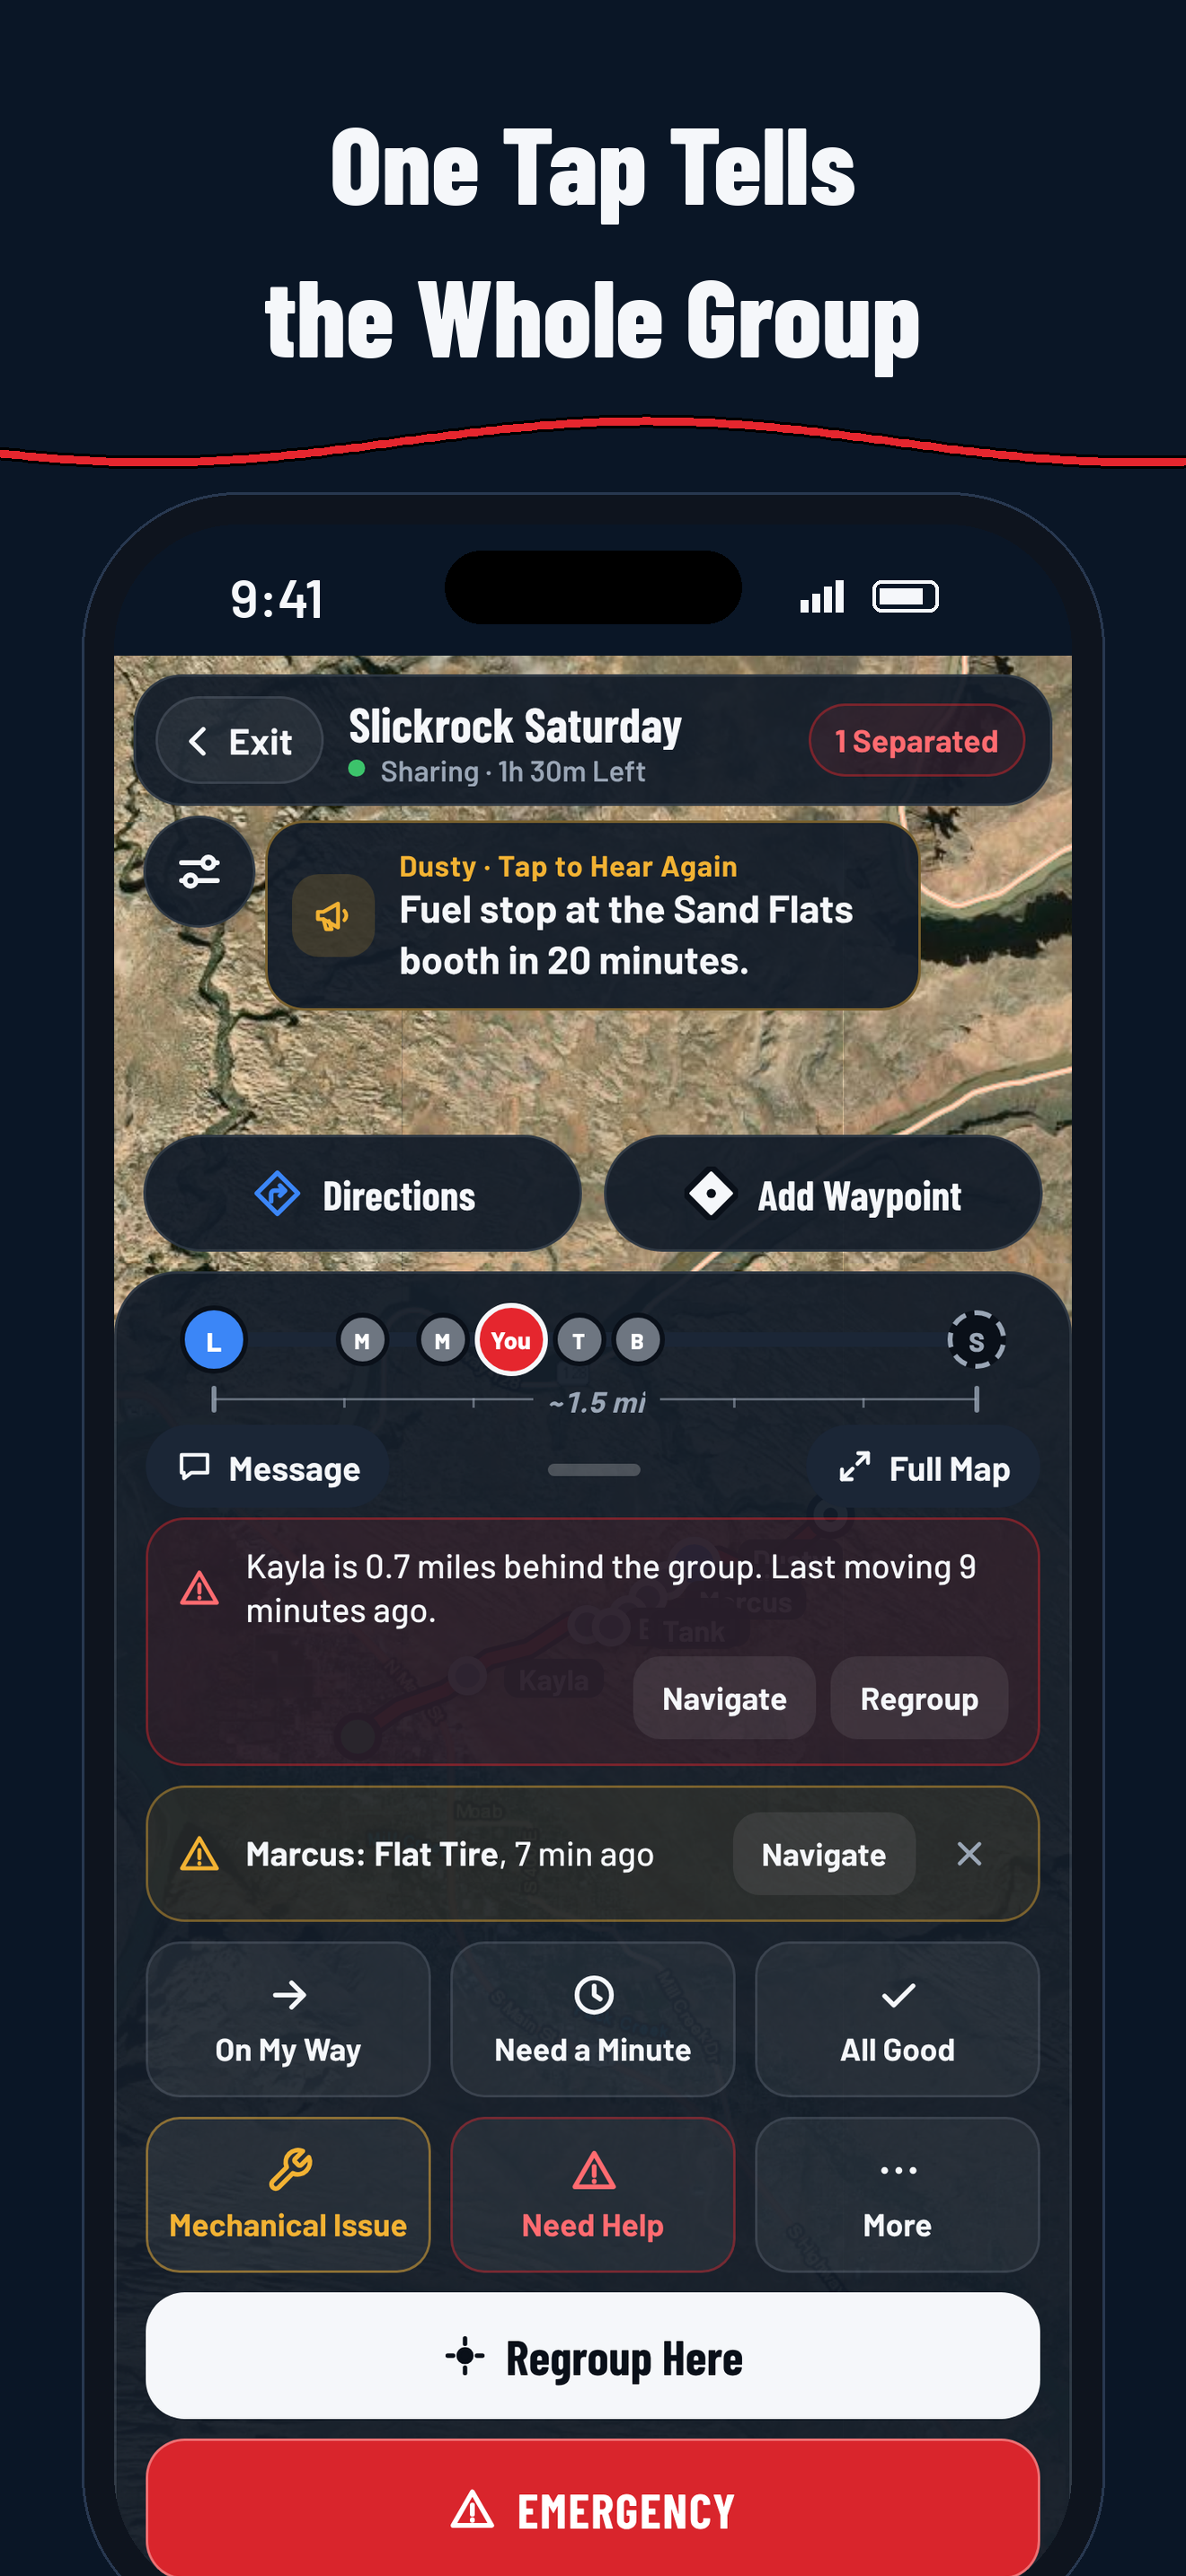 One Tap Tells
the Whole Group
9:41
Exit
Slickrock Saturday
Sharing · 1h 30m Left
1 Separated
Dusty · Tap to Hear Again
Fuel stop at the Sand Flats
booth in 20 minutes.
Directions
Add Waypoint
L M M You T B S
~1.5 mi
Message
Full Map
Kayla is 0.7 miles behind the group. Last moving 9
minutes ago.
Tank
Kayla
Navigate
Regroup
Moab
Marcus: Flat Tire, 7 min ago
Navigate
On My Way
Need a Minute
All Good
Mechanical Issue
Need Help
More
Regroup Here
EMERGENCY